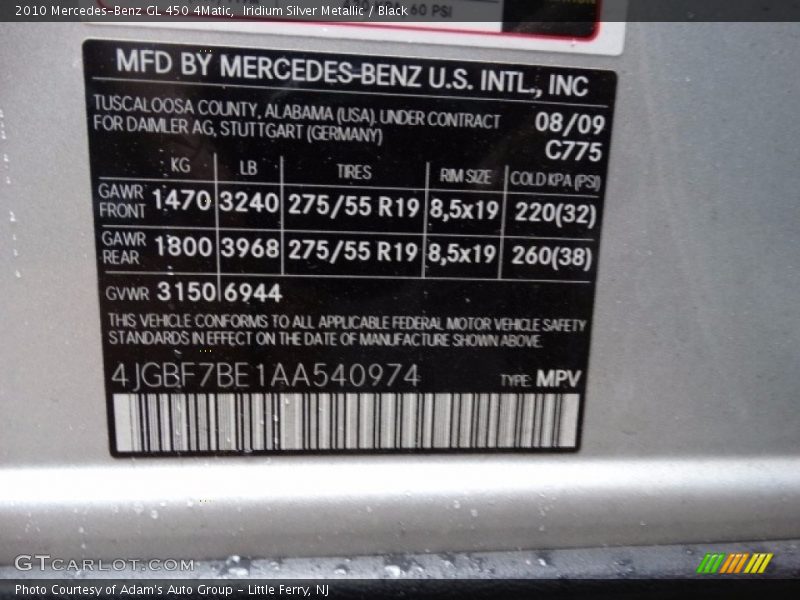 2010 Mercedes-Benz GL 450 4Matic, Iridium Silver Metallic / Black
60 PSI
MFD BY MERCEDES-BENZ U.S. INTL., INC
TUSCALOOSA COUNTY, ALABAMA (USA). UNDER CONTRACT
FOR DAIMLER AG, STUTTGART (GERMANY)
08/09
C775
KG LB TIRES RIM SIZE COLD KPA (PSI)
GAWR FRONT 1470 3240 275/55 R19 8,5x19 220(32)
GAWR REAR 1800 3968 275/55 R19 8,5x19 260(38)
GVWR 3150 6944
THIS VEHICLE CONFORMS TO ALL APPLICABLE FEDERAL MOTOR VEHICLE SAFETY
STANDARDS IN EFFECT ON THE DATE OF MANUFACTURE SHOWN ABOVE.
4JGBF7BE1AA540974 TYPE: MPV
GTCARLOT.COM
Photo Courtesy of Adam's Auto Group - Little Ferry, NJ